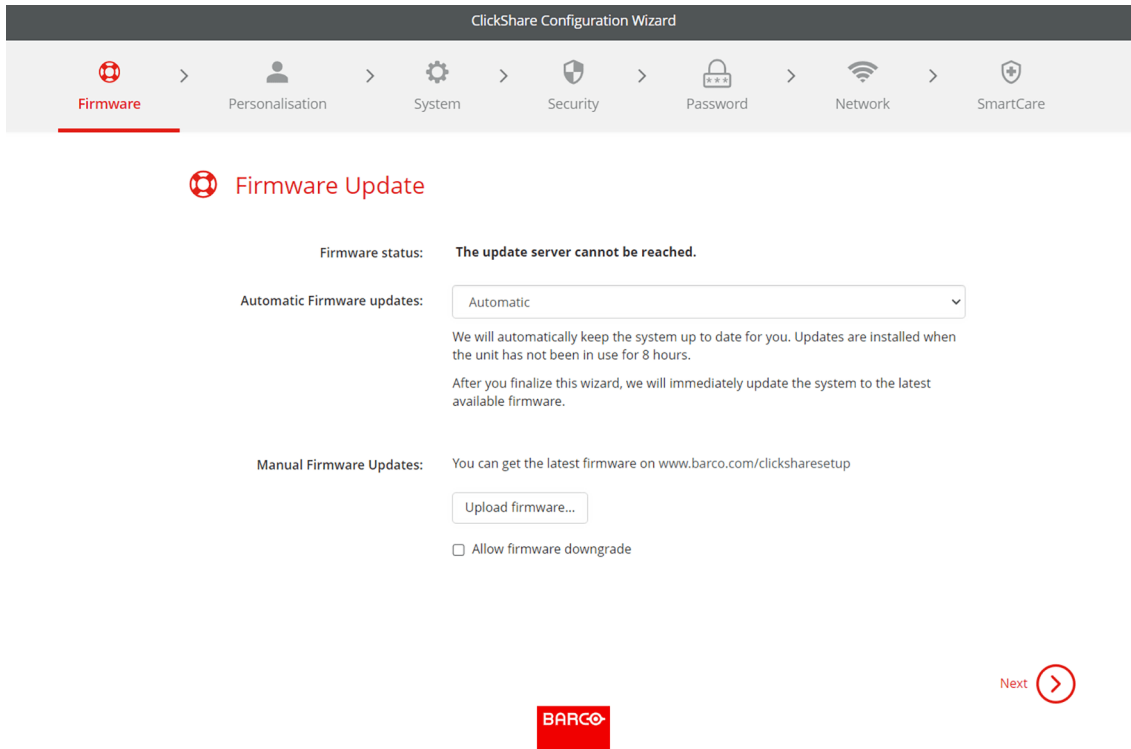 ClickShare Configuration Wizard
Firmware
Personalisation
System
Security
Password
Network
SmartCare
Firmware Update
Firmware status: The update server cannot be reached.
Automatic Firmware updates: Automatic
We will automatically keep the system up to date for you. Updates are installed when
the unit has not been in use for 8 hours.
After you finalize this wizard, we will immediately update the system to the latest
available firmware.
Manual Firmware Updates: You can get the latest firmware on www.barco.com/clicksharesetup
Upload firmware...
Allow firmware downgrade
Next
BARCO